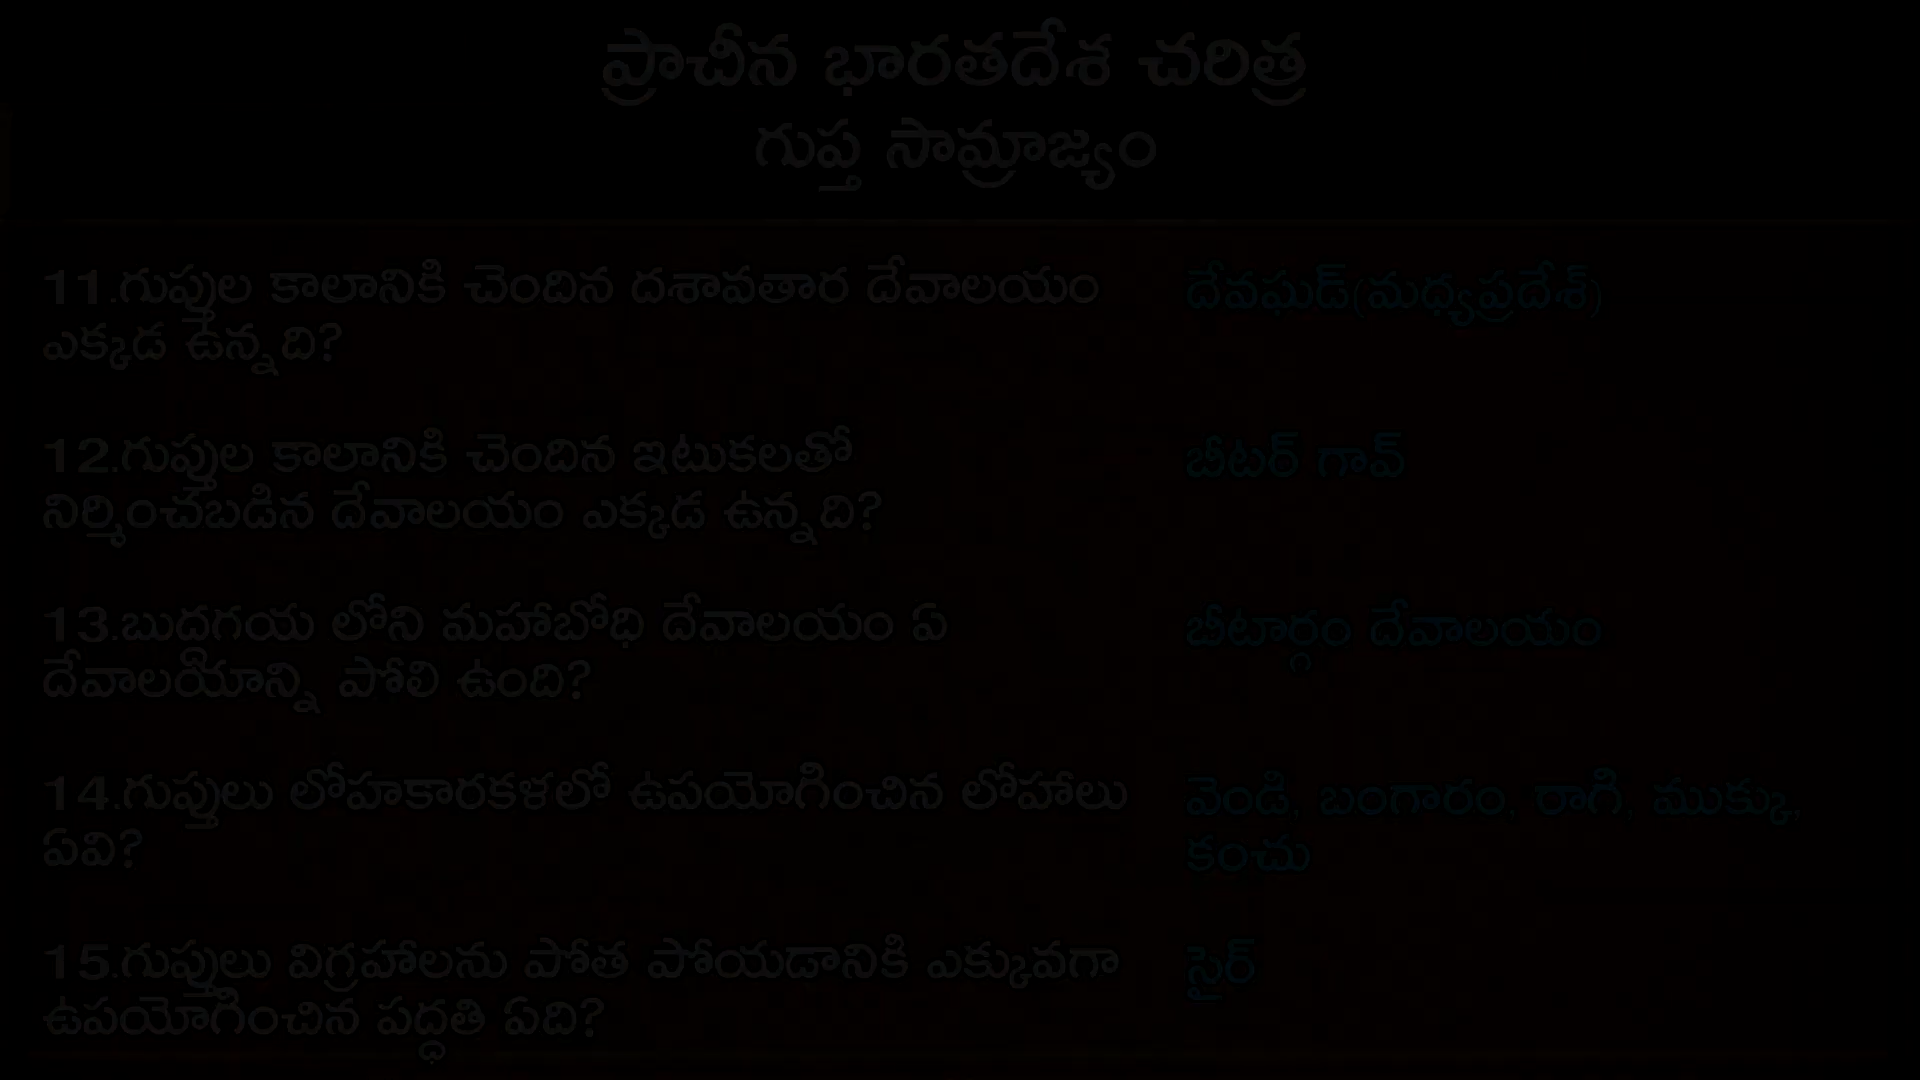 ప్రాచీన భారతదేశ చరిత్ర
గుప్త సామ్రాజ్యం
11.గుప్తుల కాలానికి చెందిన దశావతార దేవాలయం
ఎక్కడ ఉన్నది?
దేవఘడ్(మధ్యప్రదేశ్)
12.గుప్తుల కాలానికి చెందిన ఇటుకలతో
నిర్మించబడిన దేవాలయం ఎక్కడ ఉన్నది?
బీటర్ గావ్
13.బుద్ధగయ లోని మహాబోధి దేవాలయం ఏ
దేవాలయాన్ని పోలి ఉంది?
బీటార్గం దేవాలయం
14.గుప్తులు లోహకారకళలో ఉపయోగించిన లోహాలు
ఏవి?
వెండి, బంగారం, రాగి, ముక్కు,
కంచు
15.గుప్తులు విగ్రహాలను పోత పోయడానికి ఎక్కువగా
ఉపయోగించిన పద్ధతి ఏది?
సైర్